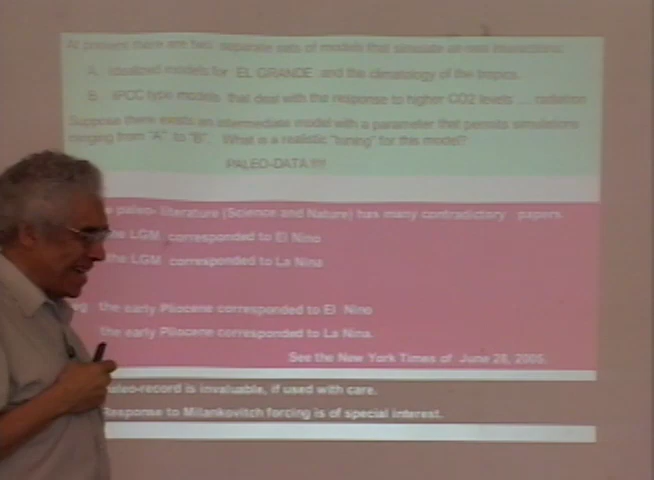 At present there are two separate sets of models that simulate air-sea interactions:
A. Idealized models for EL GRANDE and the climatology of the tropics.
B. IPCC type models that deal with the response to higher CO2 levels ... radiation
Suppose there exists an intermediate model with a parameter that permits simulations
ranging from "A" to "B". What is a realistic "tuning" for this model?
PALEO-DATA !!!!
paleo- literature (Science and Nature) has many contradictory papers
the LGM corresponded to El Nino
the LGM corresponded to La Nina
eg the early Pliocene corresponded to El Nino
the early Pliocene corresponded to La Nina.
See the New York Times of June 28, 2005.
paleo-record is invaluable, if used with care.
Response to Milankovitch forcing is of special interest.